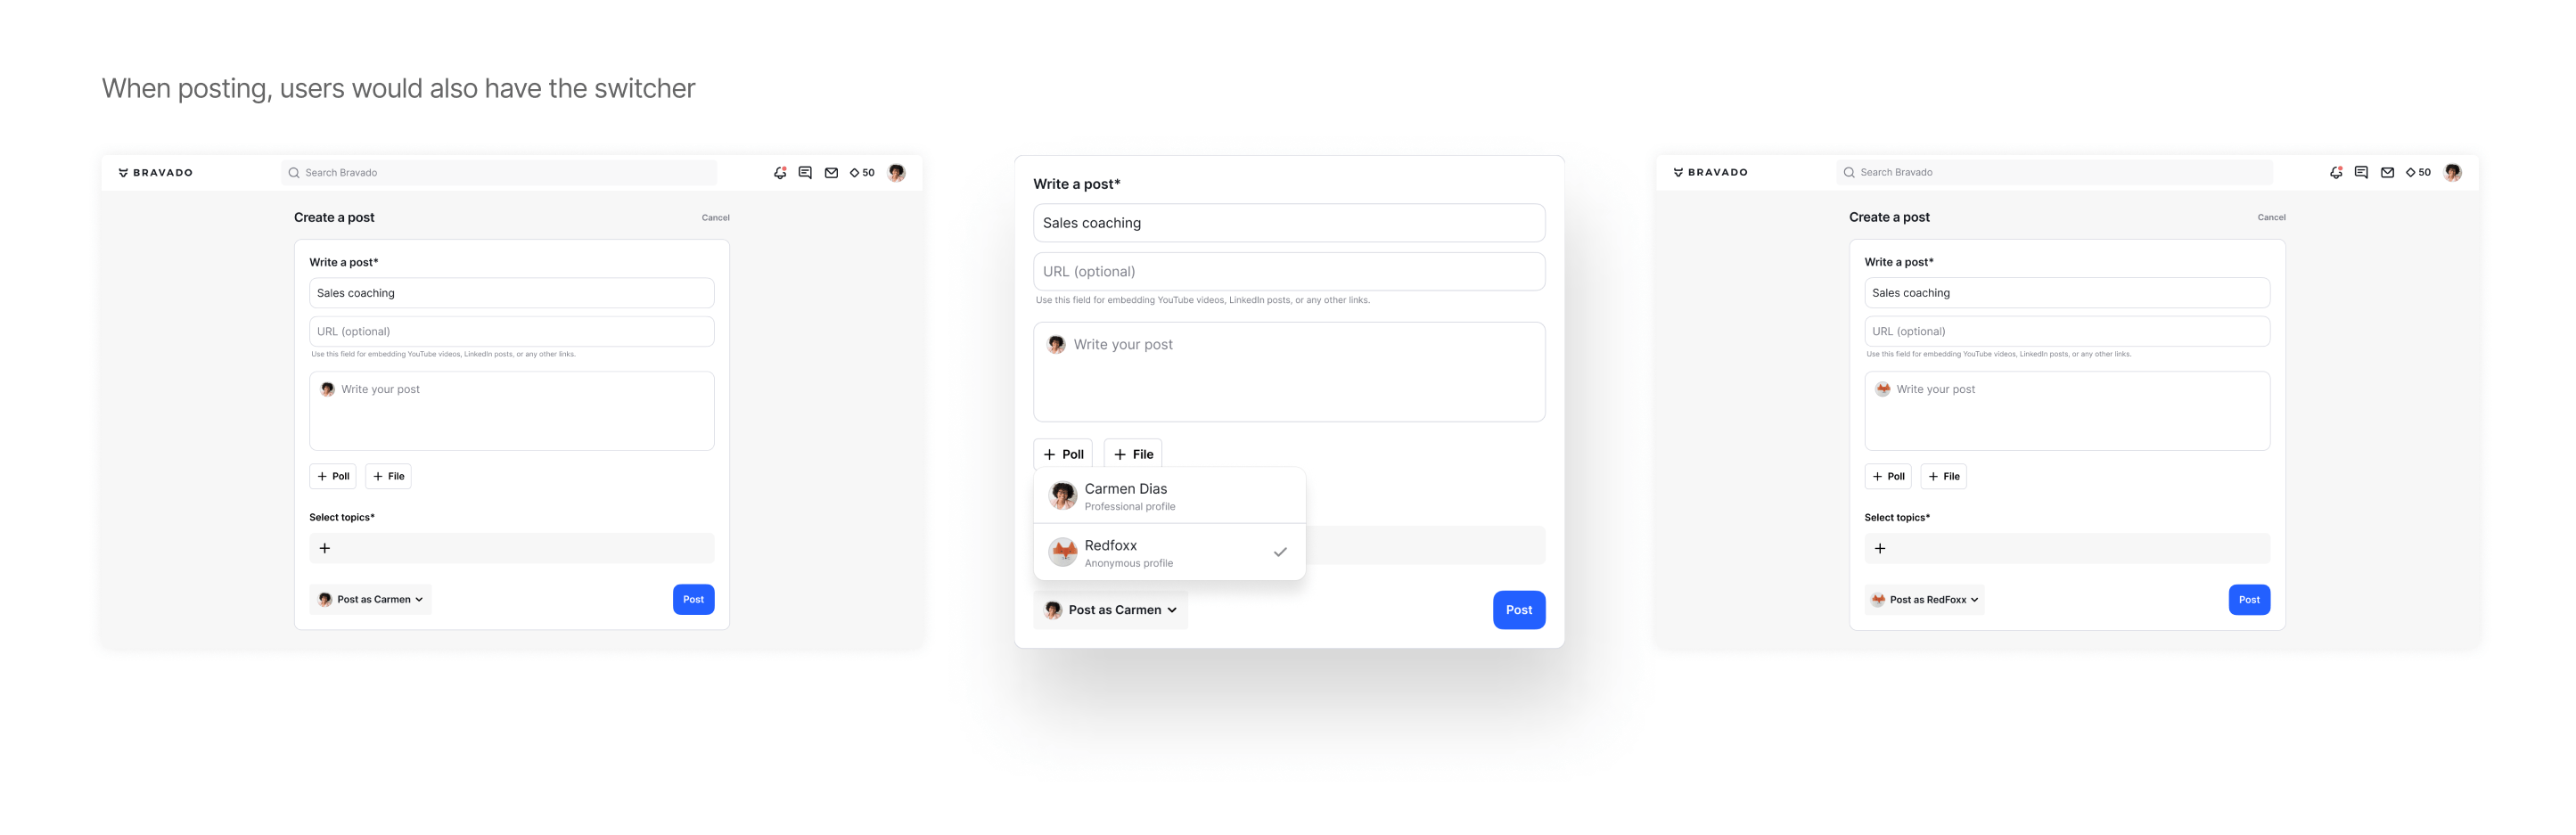 When posting, users would also have the switcher
BRAVADO
Search Bravado
50
Create a post
Cancel
Write a post*
Sales coaching
URL (optional)
Use this field for embedding YouTube videos, LinkedIn posts, or any other links.
Write your post
+ Poll
+ File
Select topics*
+
Post as Carmen
Post
Write a post*
Sales coaching
URL (optional)
Use this field for embedding YouTube videos, LinkedIn posts, or any other links.
Write your post
+ Poll
+ File
Carmen Dias
Professional profile
Redfoxx
Anonymous profile
Post as Carmen
Post
BRAVADO
Search Bravado
50
Create a post
Cancel
Write a post*
Sales coaching
URL (optional)
Use this field for embedding YouTube videos, LinkedIn posts, or any other links.
Write your post
+ Poll
+ File
Select topics*
+
Post as RedFoxx
Post